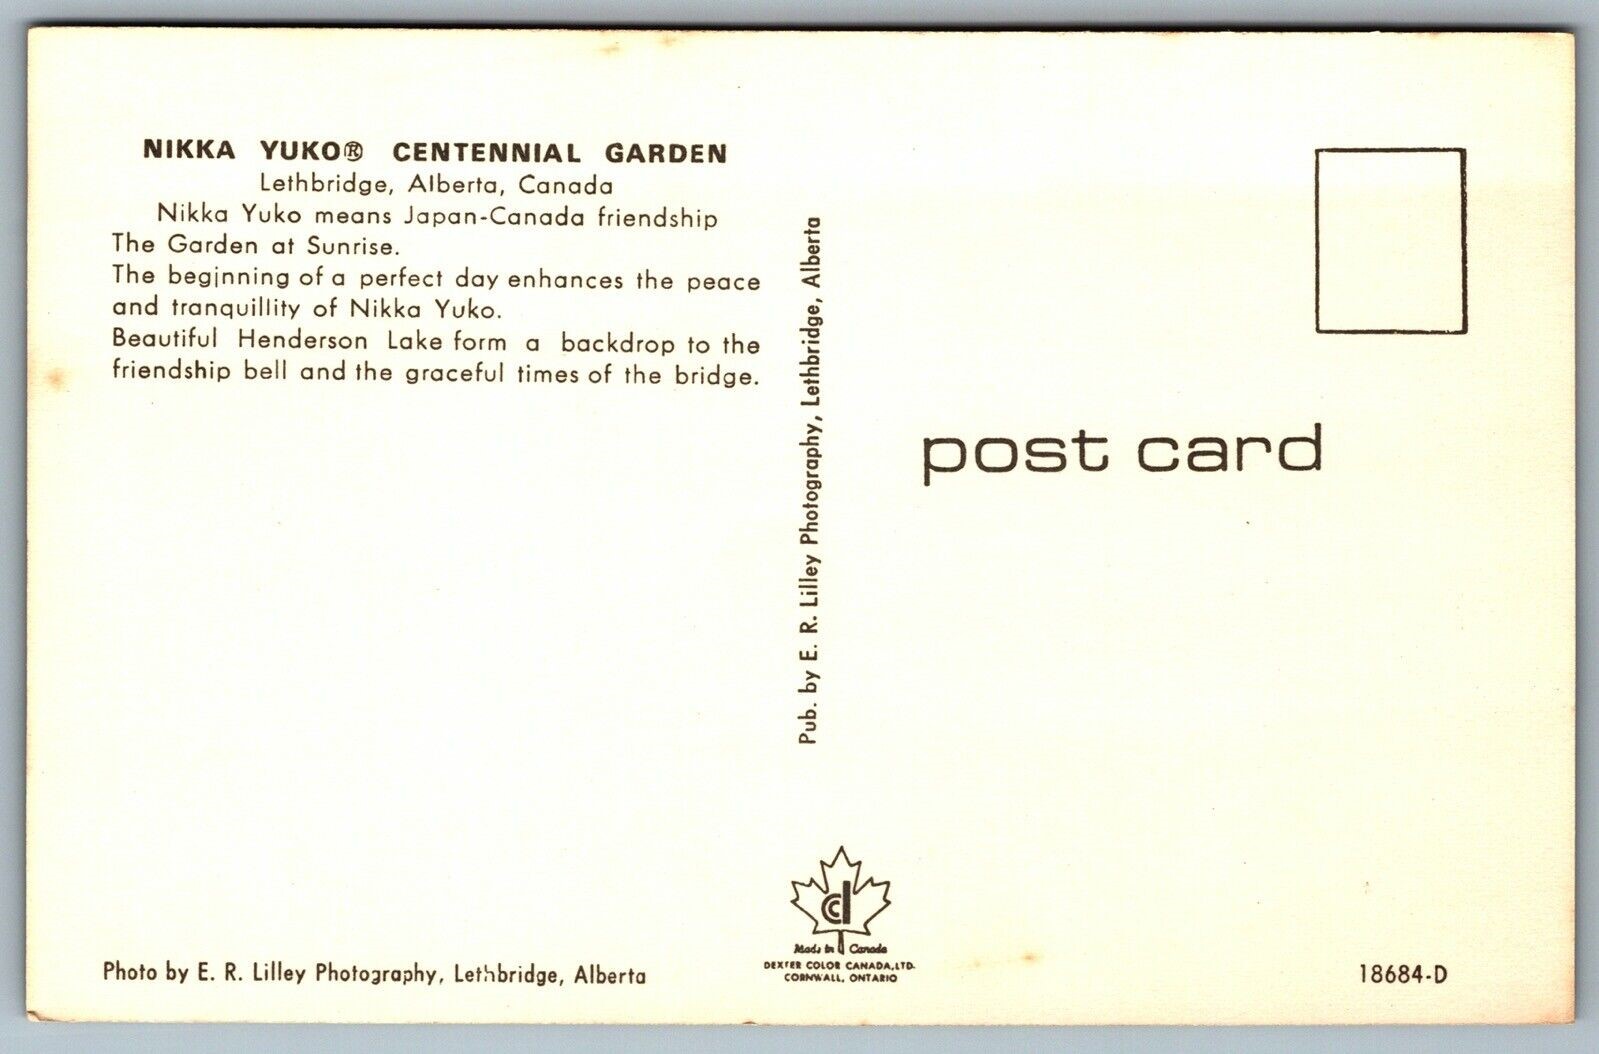 NIKKA YUKO® CENTENNIAL GARDEN
Lethbridge, Alberta, Canada
Nikka Yuko means Japan-Canada friendship
The Garden at Sunrise.
The beginning of a perfect day enhances the peace
and tranquillity of Nikka Yuko.
Beautiful Henderson Lake form a backdrop to the
friendship bell and the graceful times of the bridge.
Photo by E. R. Lilley Photography, Lethbridge, Alberta
Pub. by E. R. Lilley Photography, Lethbridge, Alberta
dc
Made in Canada
DEXTER COLOR CANADA, LTD.
CORNWALL, ONTARIO
post card
18684-D